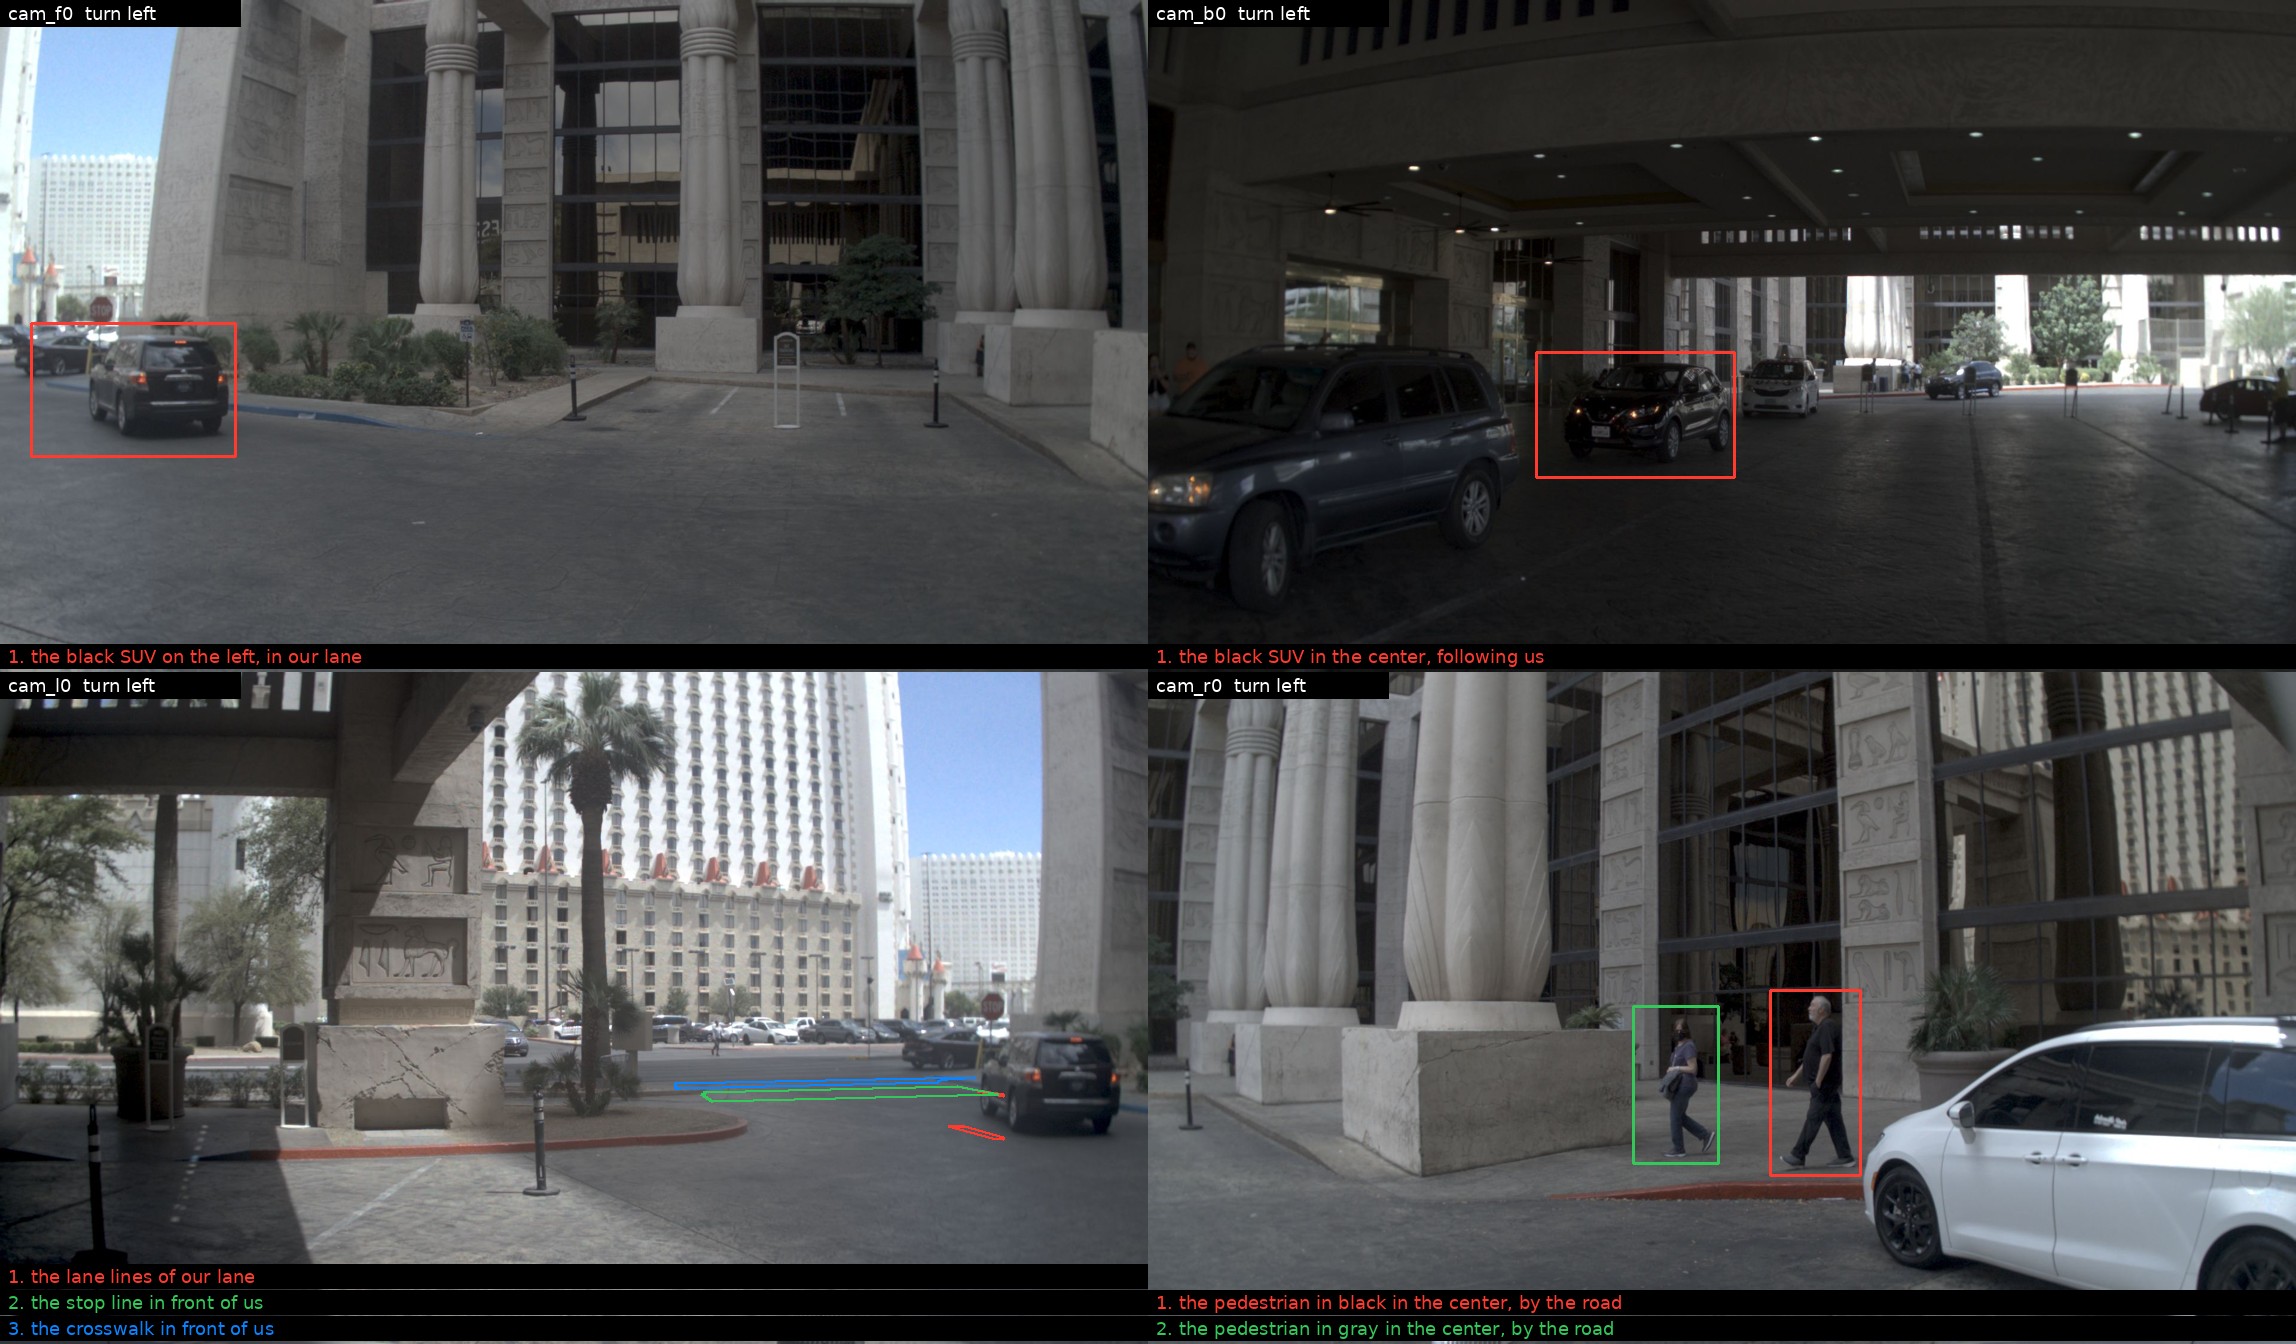 cam_f0 turn left
cam_b0 turn left
STOP
1. the black SUV on the left, in our lane
1. the black SUV in the center, following us
cam_l0 turn left
cam_r0 turn left
1. the lane lines of our lane
2. the stop line in front of us
3. the crosswalk in front of us
1. the pedestrian in black in the center, by the road
2. the pedestrian in gray in the center, by the road